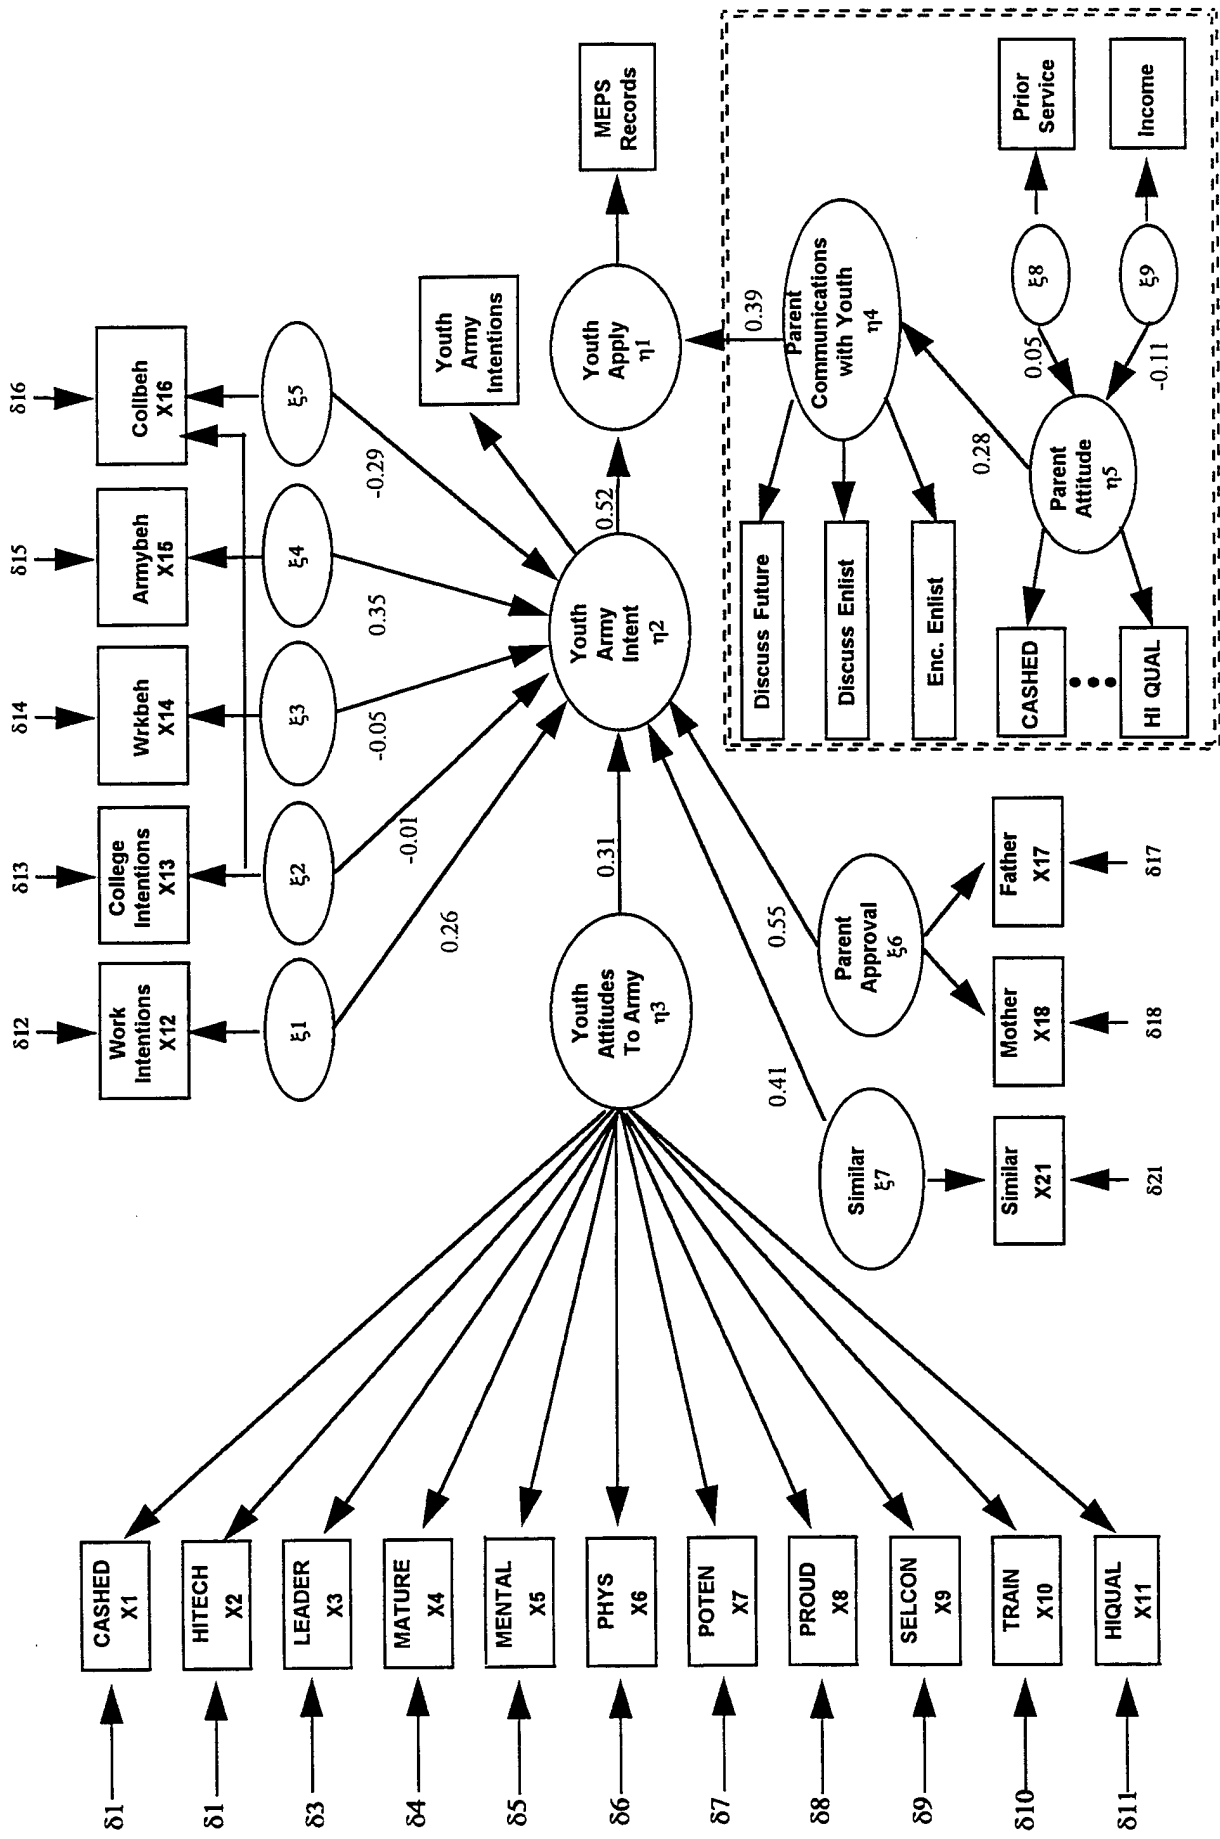 δ1
CASHED
X1
δ1
HITECH
X2
δ3
LEADER
X3
δ4
MATURE
X4
δ5
MENTAL
X5
δ6
PHYS
X6
δ7
POTEN
X7
δ8
PROUD
X8
δ9
SELCON
X9
δ10
TRAIN
X10
δ11
HIQUAL
X11
δ12
Work
Intentions
X12
ξ1
δ13
College
Intentions
X13
ξ2
δ14
Wrkbeh
X14
ξ3
δ15
Armybeh
X15
ξ4
δ16
Collbeh
X16
ξ5
0.26
-0.01
-0.05
0.35
-0.29
Youth
Attitudes
To Army
η3
0.31
Youth
Army
Intent
η2
0.52
Youth
Army
Intentions
Youth
Apply
η1
MEPS
Records
Similar
ξ7
0.41
Similar
X21
δ21
Parent
Approval
ξ6
0.55
Mother
X18
δ18
Father
X17
δ17
Discuss Future
Discuss Enlist
Enc. Enlist
Parent
Communications
with Youth
η4
0.39
0.28
CASHED
HI QUAL
Parent
Attitude
η5
0.05
-0.11
ξ8
ξ9
Prior
Service
Income